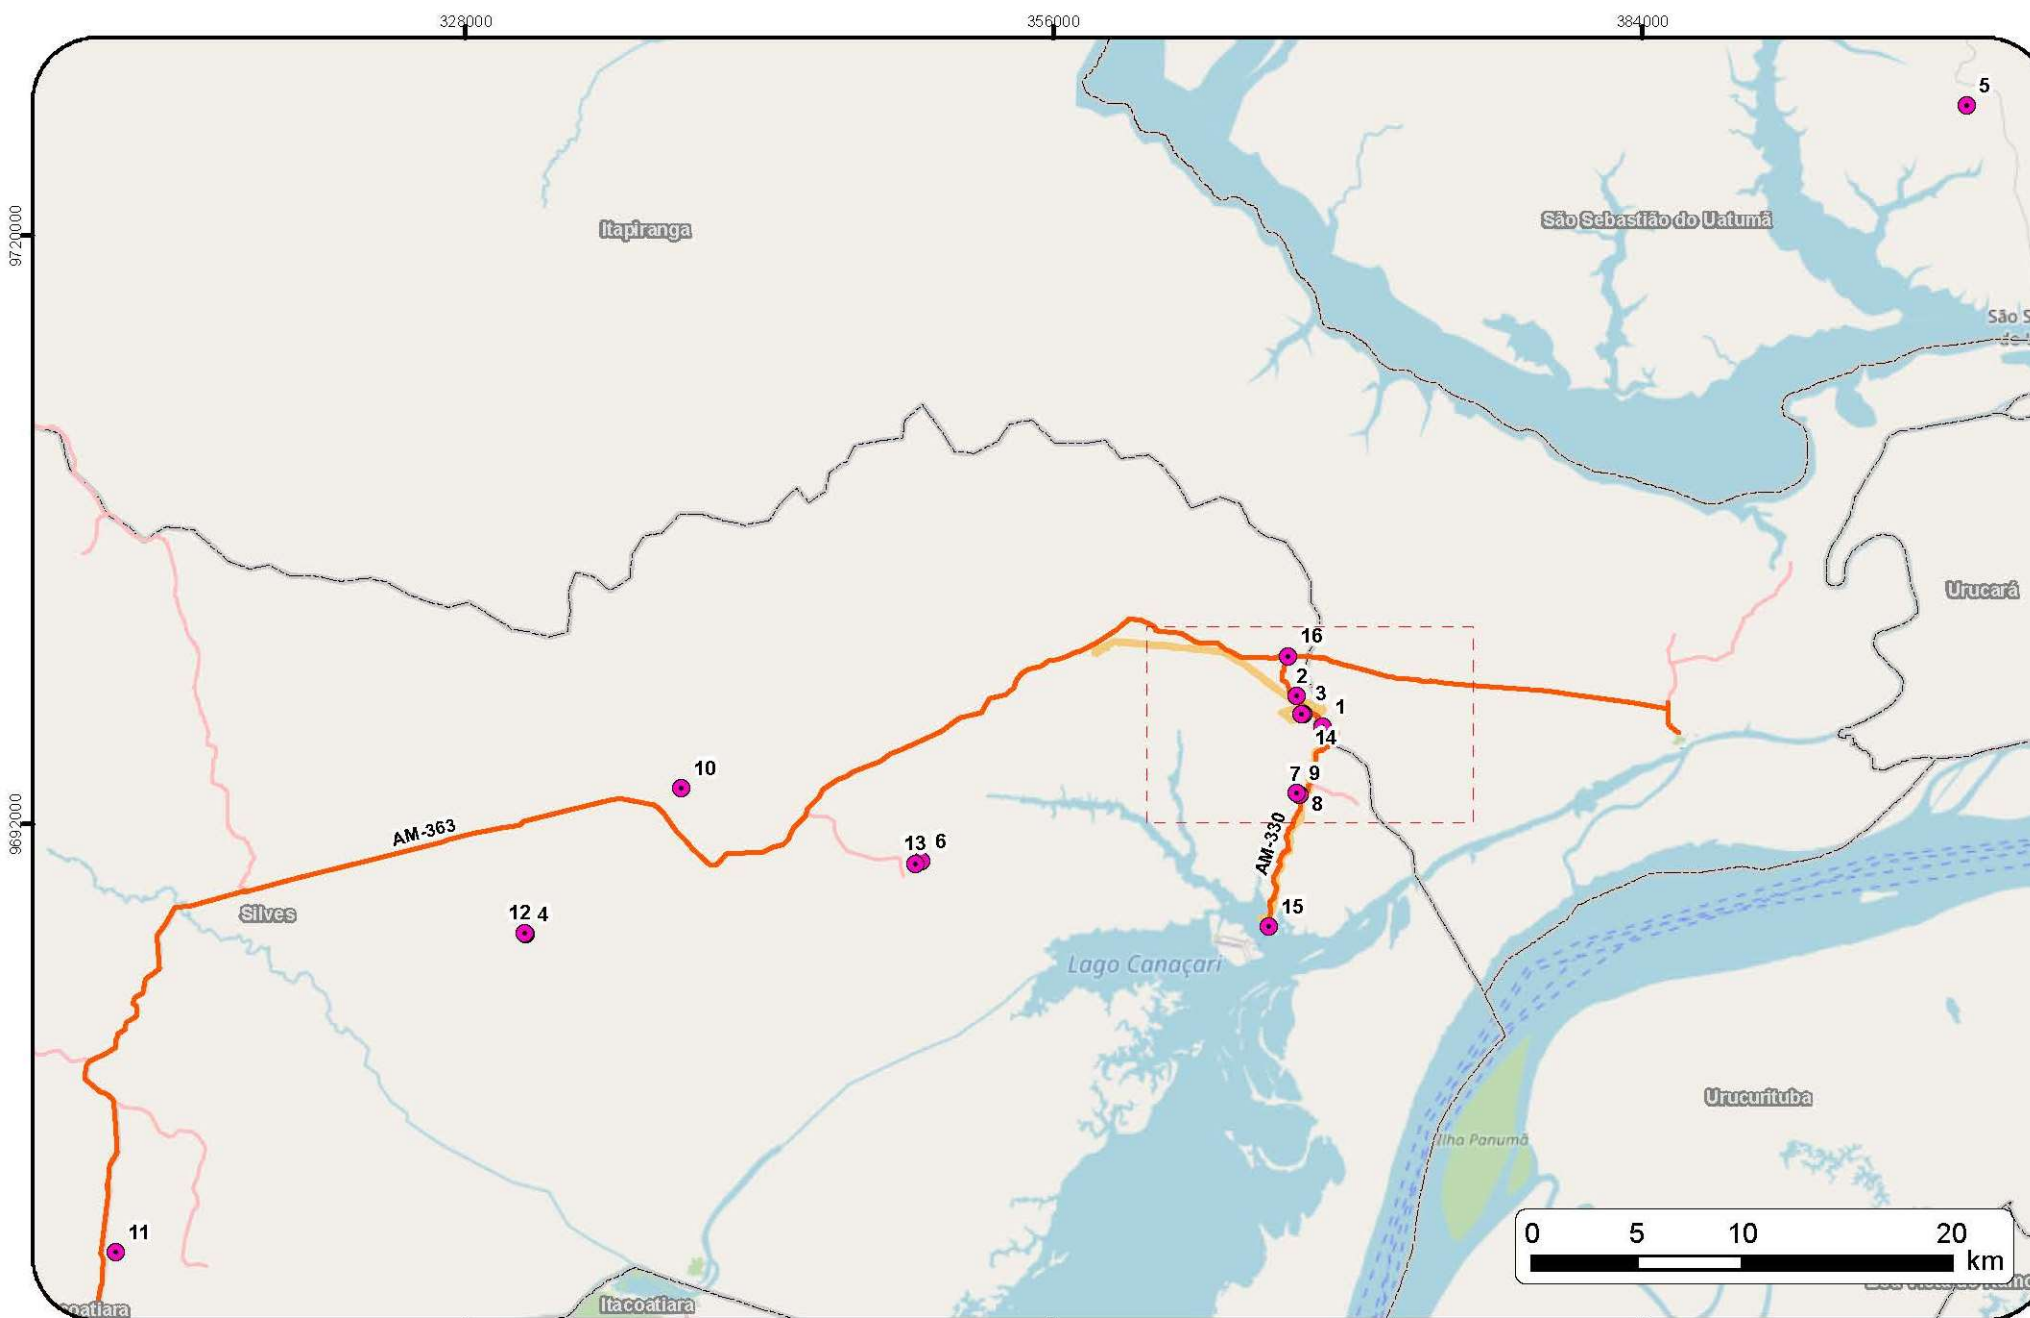 328000
356000
384000
5
Itapiranga
São Sebastião do Uatumã
9720000
São S
Urucará
16
2
3
1
14
10
7 9
8
9692000
AM-363
AM-330
13 6
Silves
12 4
15
Lago Canaçari
Urucurituba
Ilha Panumã
11
0 5 10 20
km
coatiara
Itacoatiara